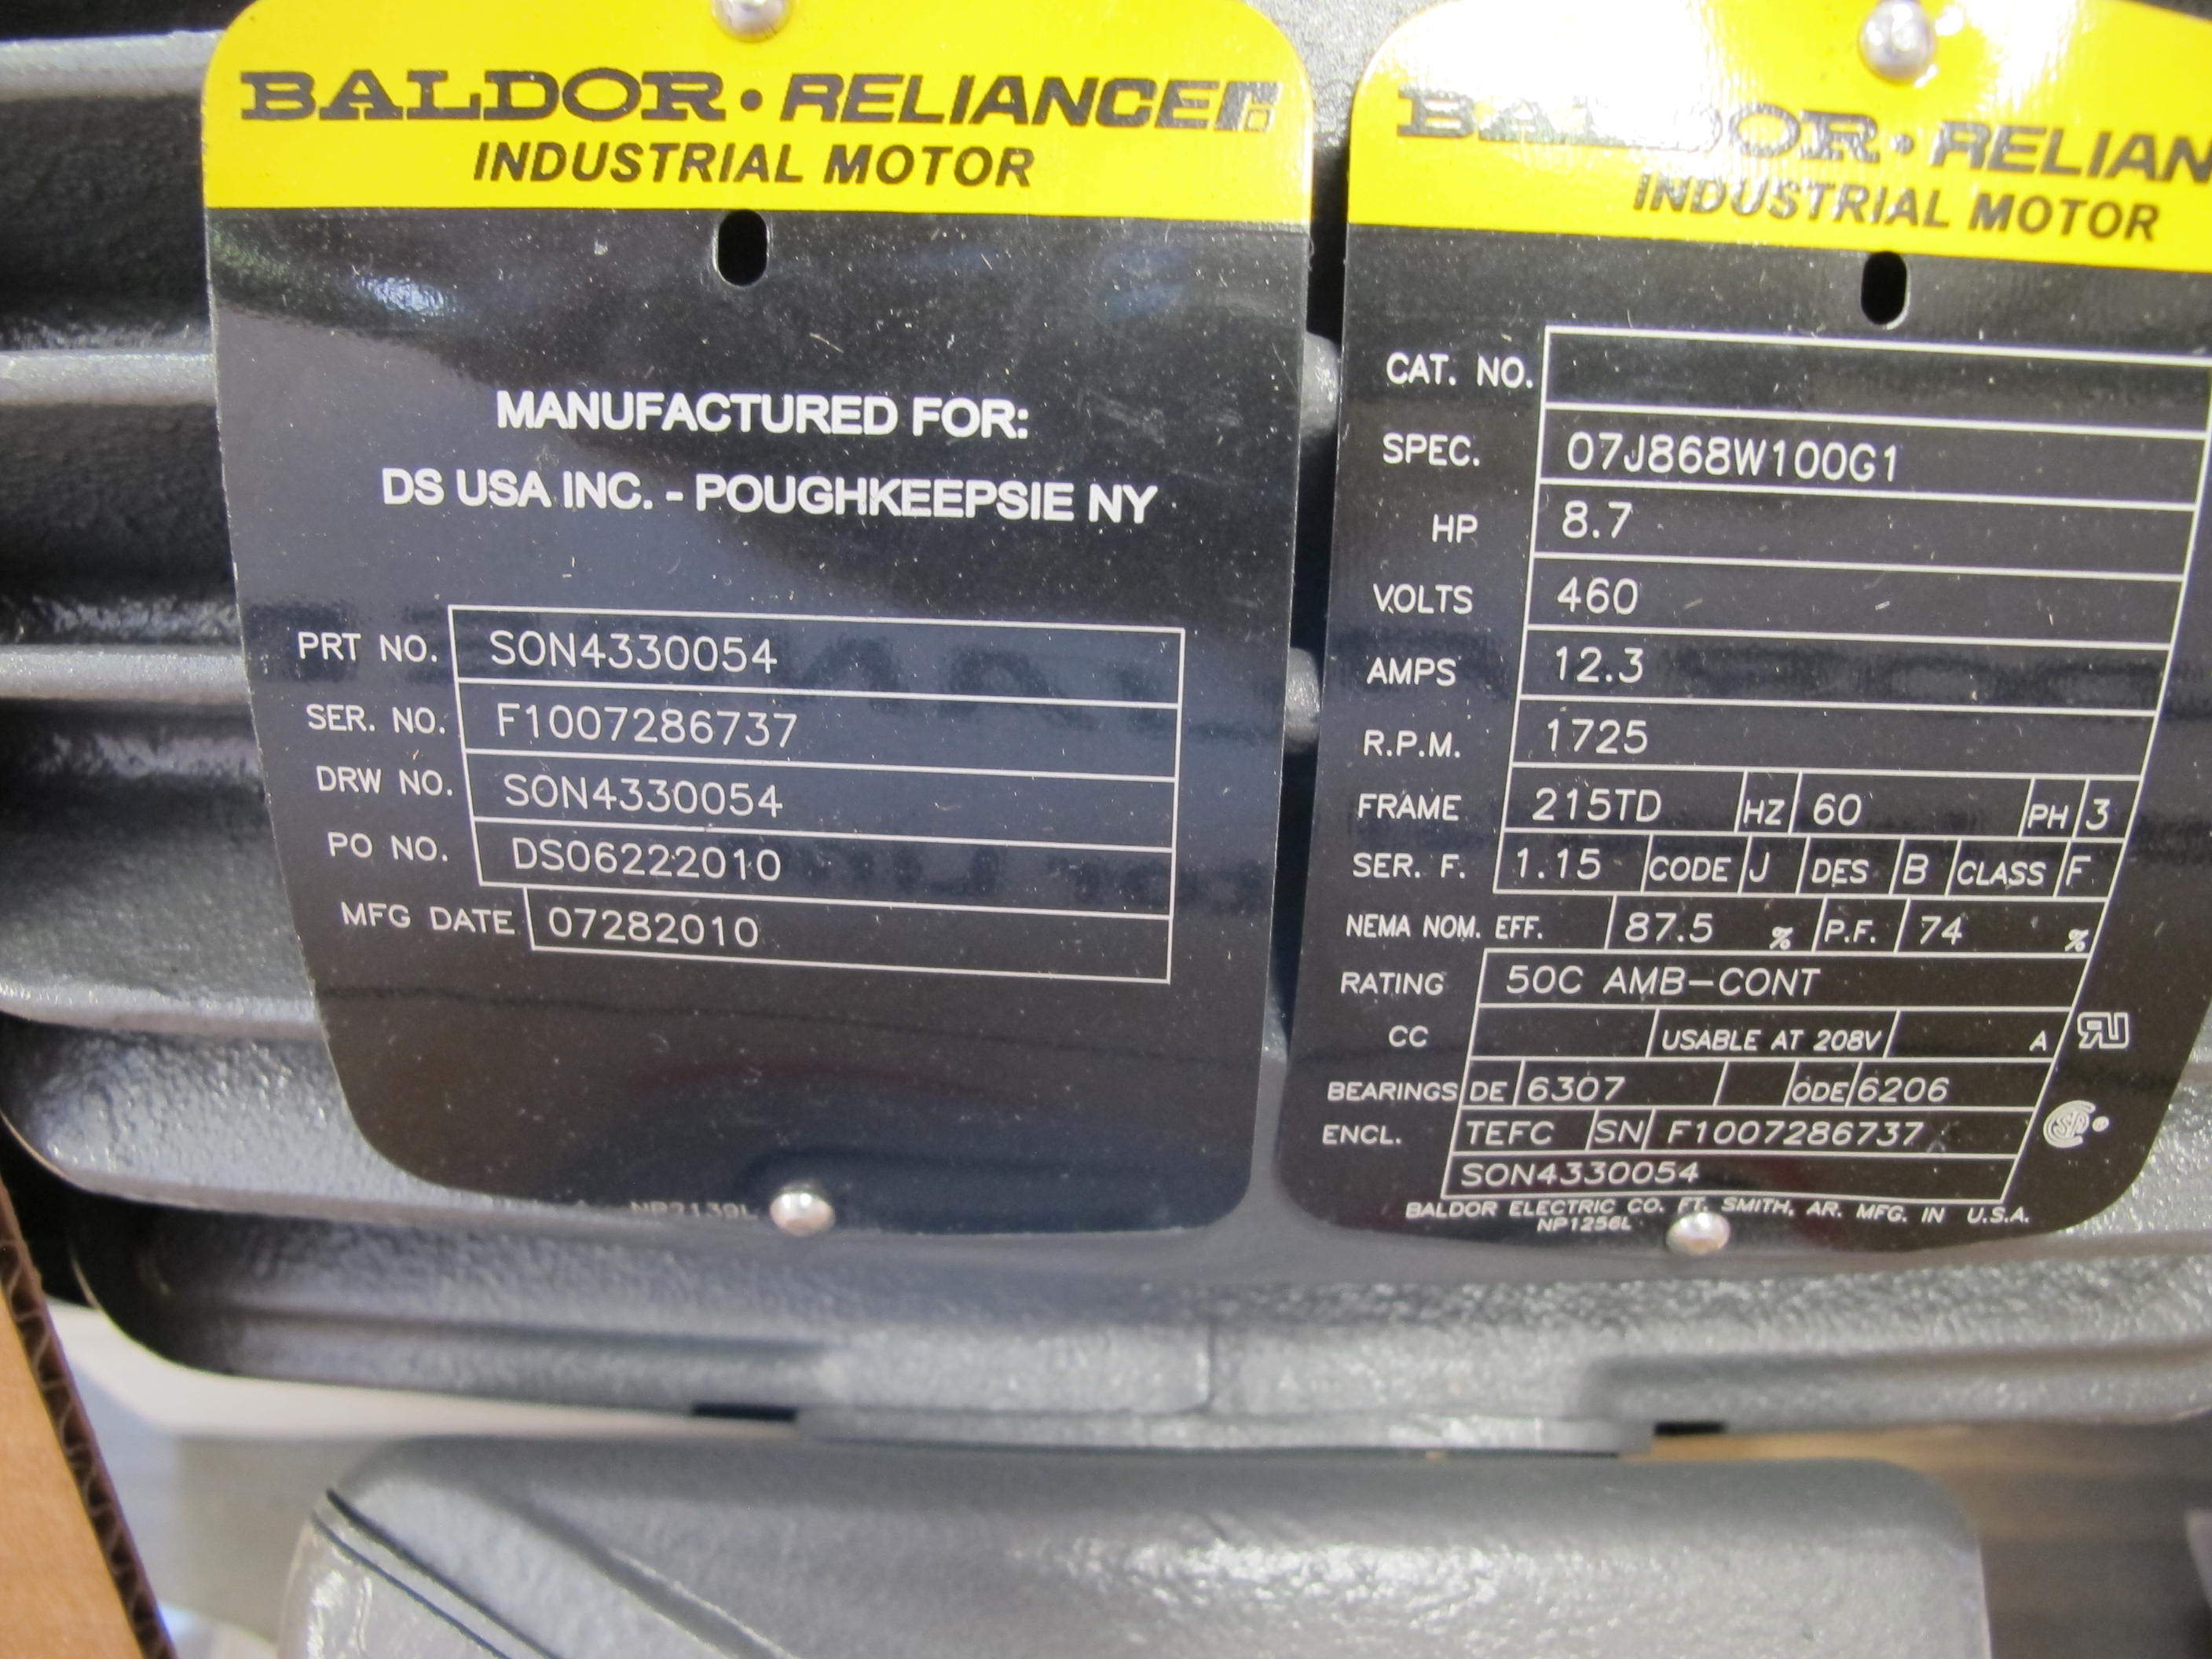 BALDOR • RELIANCE
INDUSTRIAL MOTOR
MANUFACTURED FOR:
DS USA INC. - POUGHKEEPSIE NY
PRT NO. SON4330054
SER. NO. F1007286737
DRW NO. SON4330054
PO NO. DS06222010
MFG DATE 07282010
NP2139L
BALDOR • RELIAN
INDUSTRIAL MOTOR
CAT. NO.
SPEC. 07J868W100G1
HP 8.7
VOLTS 460
AMPS 12.3
R.P.M. 1725
FRAME 215TD HZ 60 PH 3
SER. F. 1.15 CODE J DES B CLASS F
NEMA NOM. EFF. 87.5 % P.F. 74 %
RATING 50C AMB-CONT
CC USABLE AT 208V A
BEARINGS DE 6307 ODE 6206
ENCL. TEFC SN F1007286737
SON4330054
BALDOR ELECTRIC CO. FT. SMITH, AR. MFG. IN U.S.A.
NP1256L